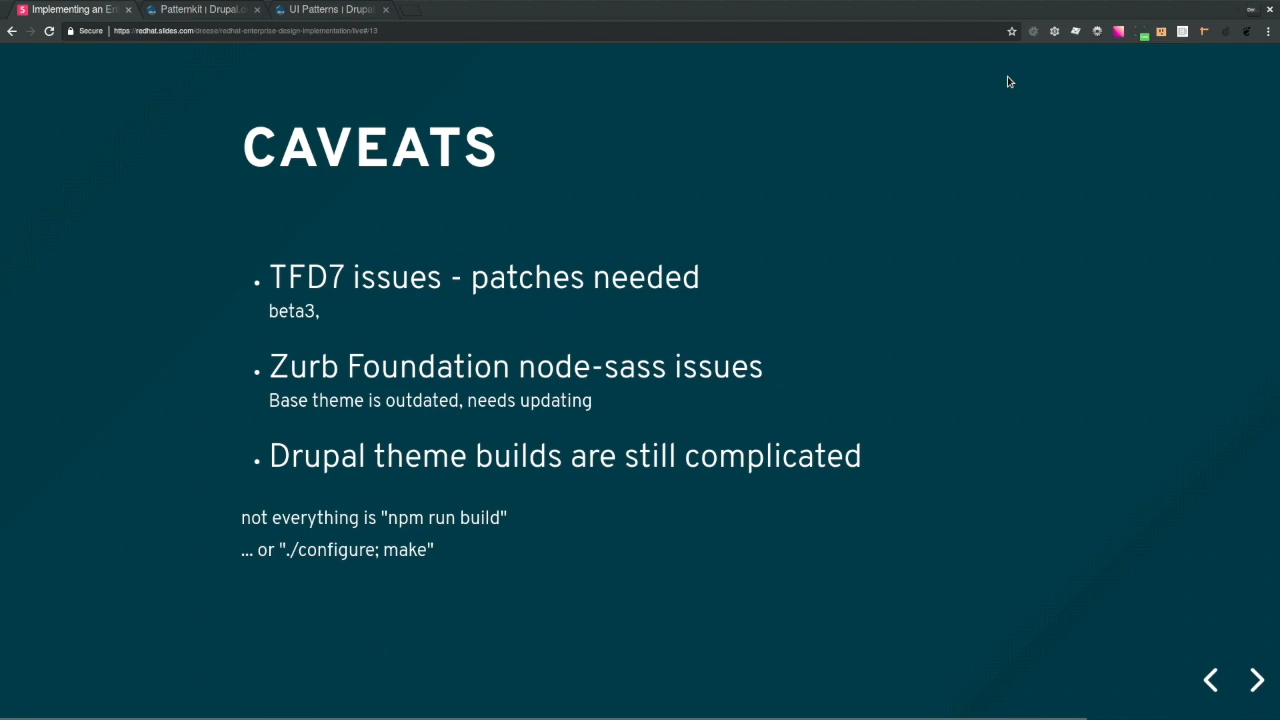 Implementing an En
Patternkit | Drupal.o
UI Patterns | Drupal
Secure
https://redhat.slides.com/dreese/redhat-enterprise-design-implementation/live#/13
CAVEATS
• TFD7 issues - patches needed
beta3,
• Zurb Foundation node-sass issues
Base theme is outdated, needs updating
• Drupal theme builds are still complicated
not everything is "npm run build"
... or "./configure; make"